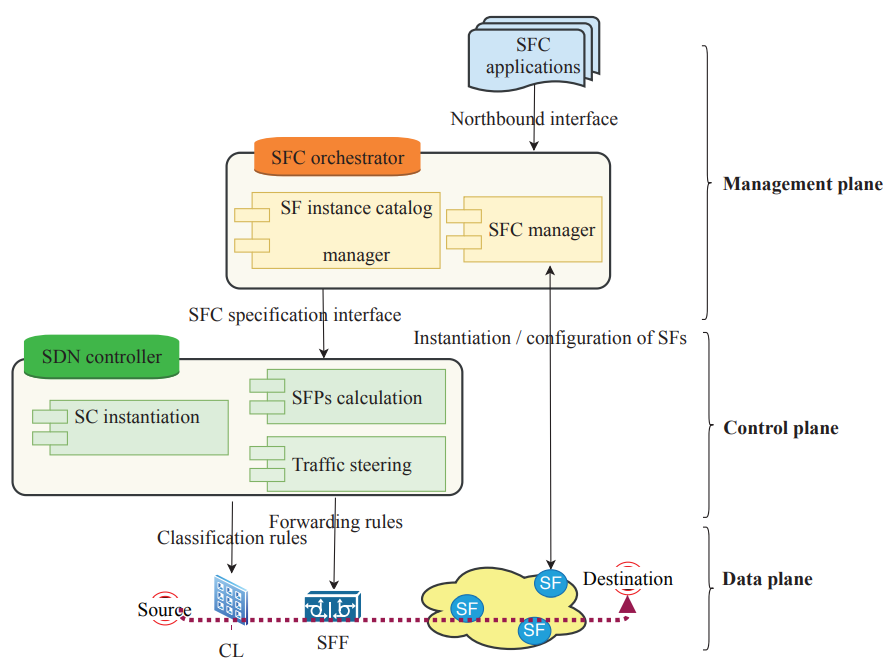 SFC
applications
Northbound interface
SFC orchestrator
SF instance catalog
manager
SFC manager
Management plane
SFC specification interface
Instantiation / configuration of SFs
SDN controller
SC instantiation
SFPs calculation
Traffic steering
Control plane
Forwarding rules
Classification rules
Source
CL
SFF
SF
SF
SF
Destination
Data plane